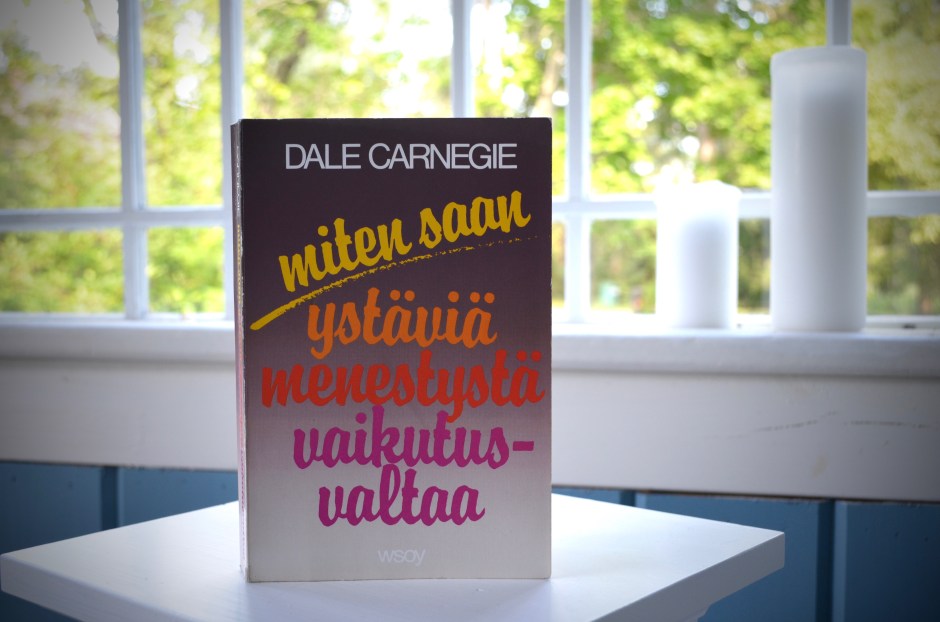 DALE CARNEGIE
miten saan
ystäviä
menestystä
vaikutus-
valtaa
wsoy